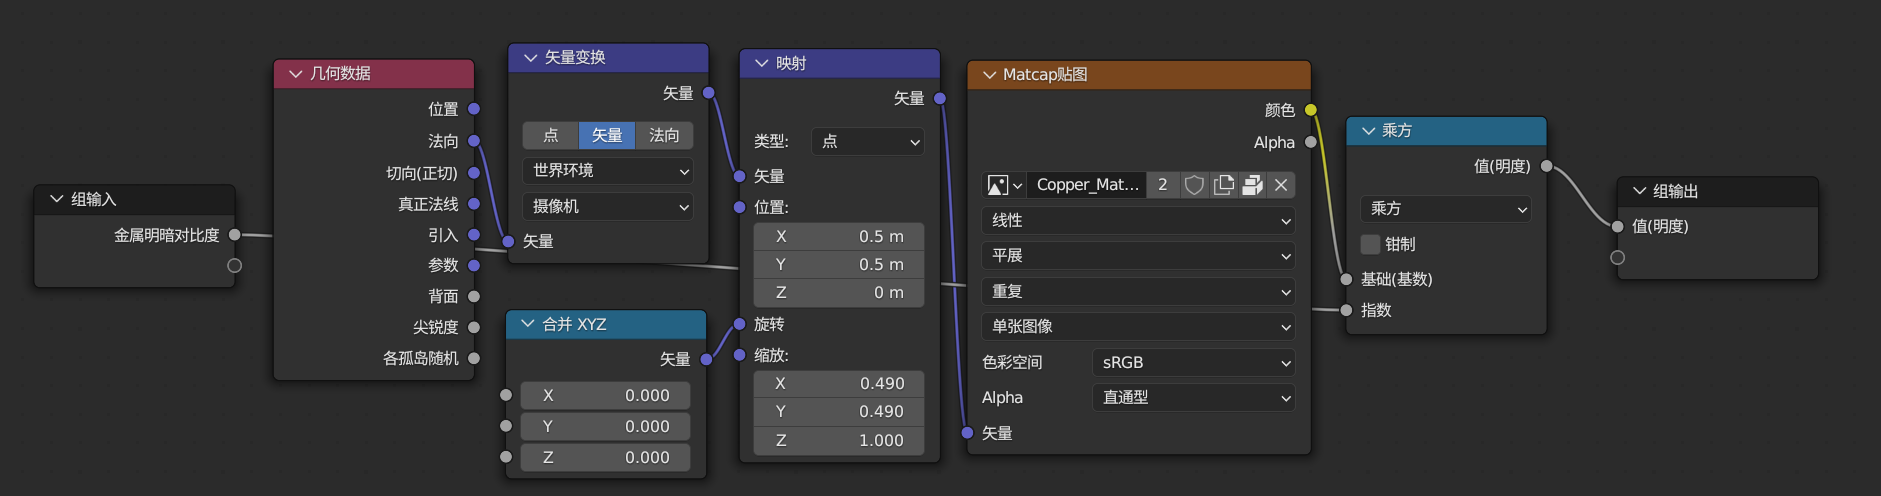 组输入
金属明暗对比度
几何数据
位置
法向
切向(正切)
真正法线
引入
参数
背面
尖锐度
各孤岛随机
矢量变换
矢量
点
矢量
法向
世界环境
摄像机
矢量
合并 XYZ
矢量
X 0.000
Y 0.000
Z 0.000
映射
矢量
类型: 点
矢量
位置:
X 0.5 m
Y 0.5 m
Z 0 m
旋转
缩放:
X 0.490
Y 0.490
Z 1.000
Matcap贴图
颜色
Alpha
Copper_Mat... 2
线性
平展
重复
单张图像
色彩空间 sRGB
Alpha 直通型
矢量
乘方
值(明度)
乘方
钳制
基础(基数)
指数
组输出
值(明度)